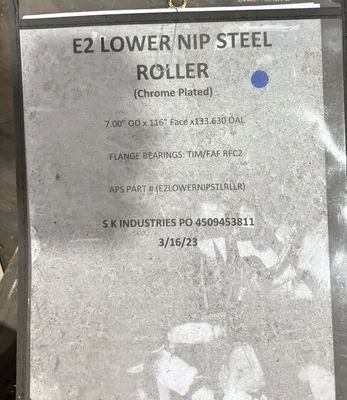 E2 LOWER NIP STEEL
ROLLER
(Chrome Plated)
7.00" OD x 116" Face x133.630 OAL
FLANGE BEARINGS: TIM/FAF RFC2
APS PART # (E2LOWERNIPSTLRLLR)
S K INDUSTRIES PO 4509453811
3/16/23